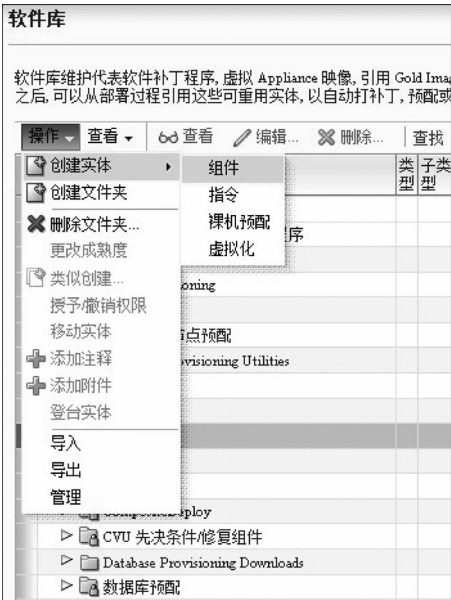 软件库
软件库维护代表软件补丁程序, 虚拟 Appliance 映像, 引用 Gold Ima
之后, 可以从部署过程引用这些可重用实体, 以自动打补丁, 预配或
操作 查看 查看 编辑... 删除... 查找
创建实体 组件 类型 子类型
创建文件夹 指令
裸机预配
删除文件夹... 序
更改成熟度 虚拟化
类似创建... oning
授予/撤销权限
移动实体 点预配
添加注释 ovisioning Utilities
添加附件
登台实体
导入
导出
管理
ploy
CVU 先决条件/修复组件
Database Provisioning Downloads
数据库预配